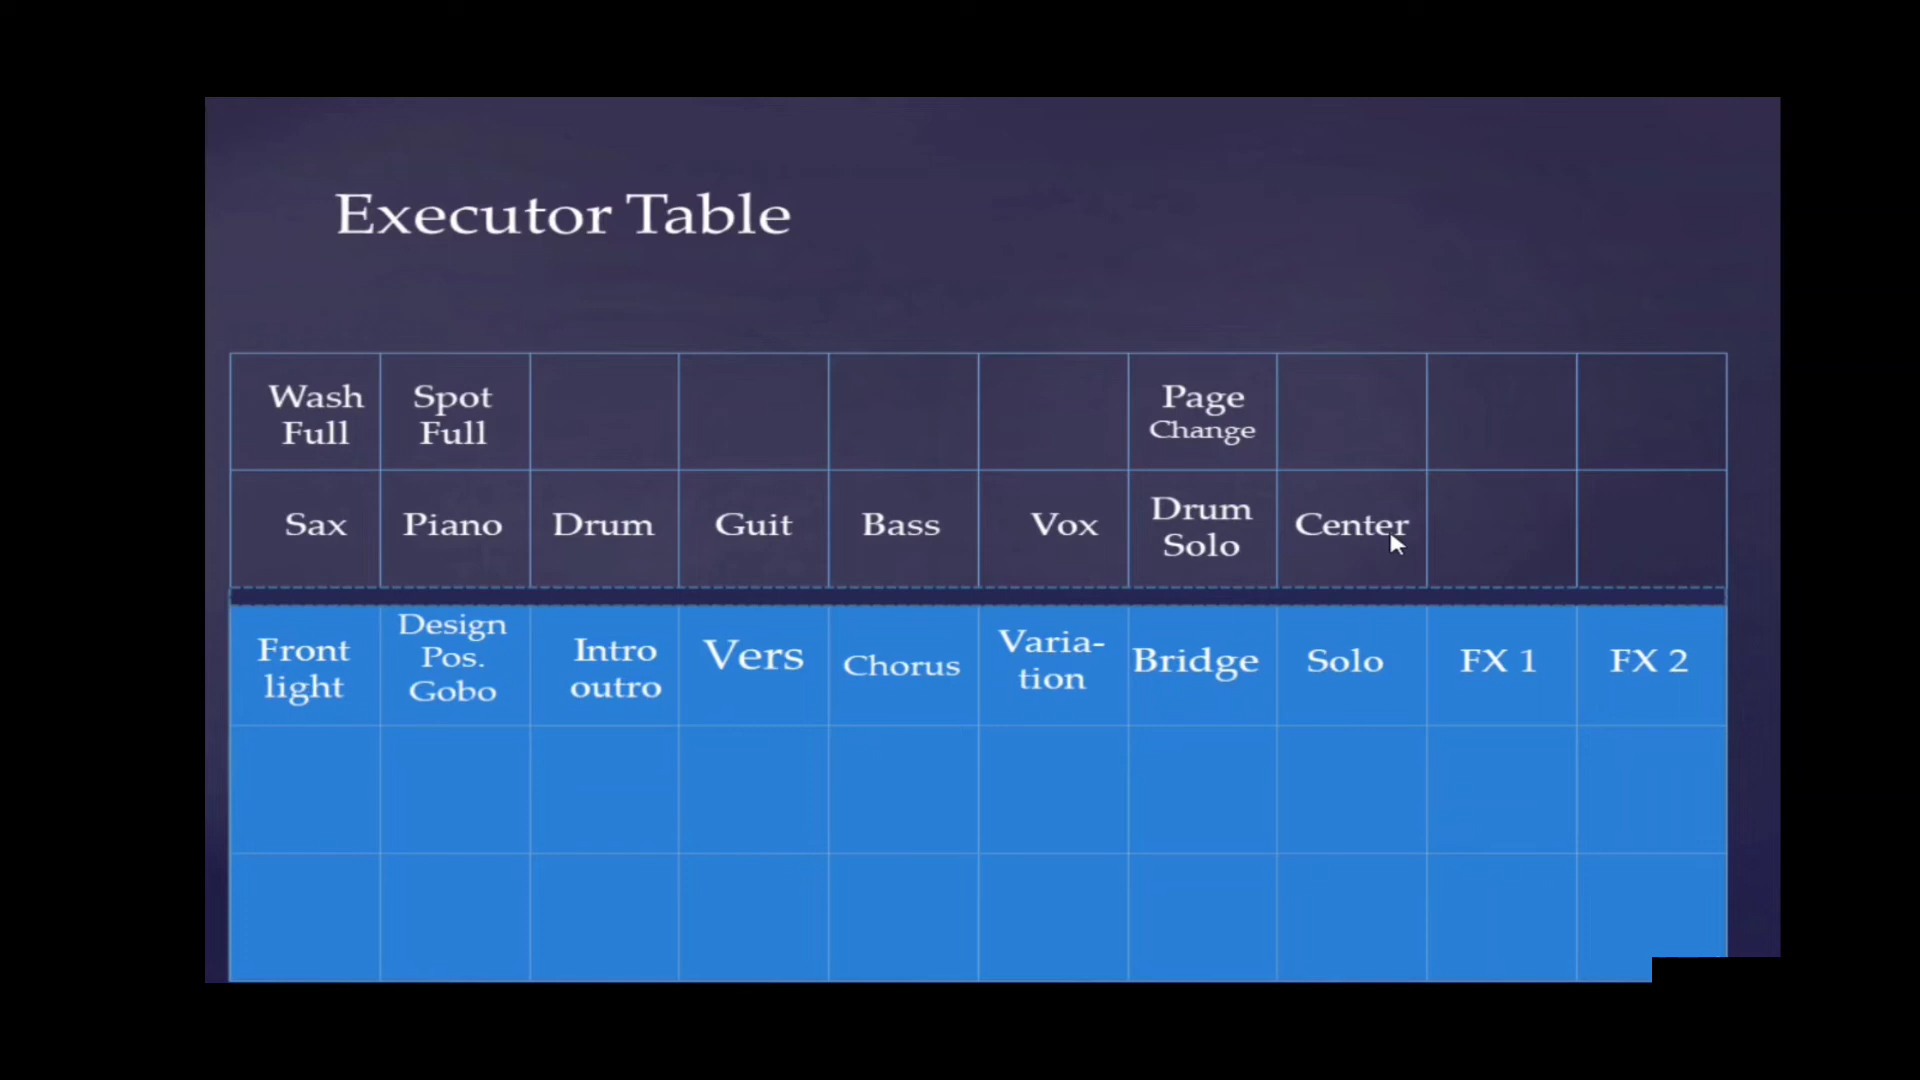 Executor Table
Wash
Full
Spot
Full
Page
Change
Sax
Piano
Drum
Guit
Bass
Vox
Drum
Solo
Center
Front
light
Design
Pos.
Gobo
Intro
outro
Vers
Chorus
Varia-
tion
Bridge
Solo
FX 1
FX 2